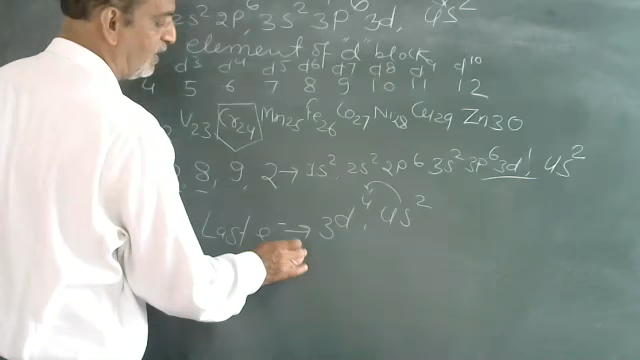 3s² 2p⁶, 3s² 3p⁶ 3d, 4s²
element of "d" block
d³ d⁴ d⁵ d⁶ d⁷ d⁸ d⁹ d¹⁰
4 5 6 7 8 9 10 11 12
V₂₃ Cr₂₄ Mn₂₅ Fe₂₆ Co₂₇ Ni₂₈ Cu₂₉ Zn30
8, 9, 2 → 1s², 2s² 2p⁶ 3s² 3p⁶ 3d¹, 4s²
Last e⁻ → 3d⁴, 4s²